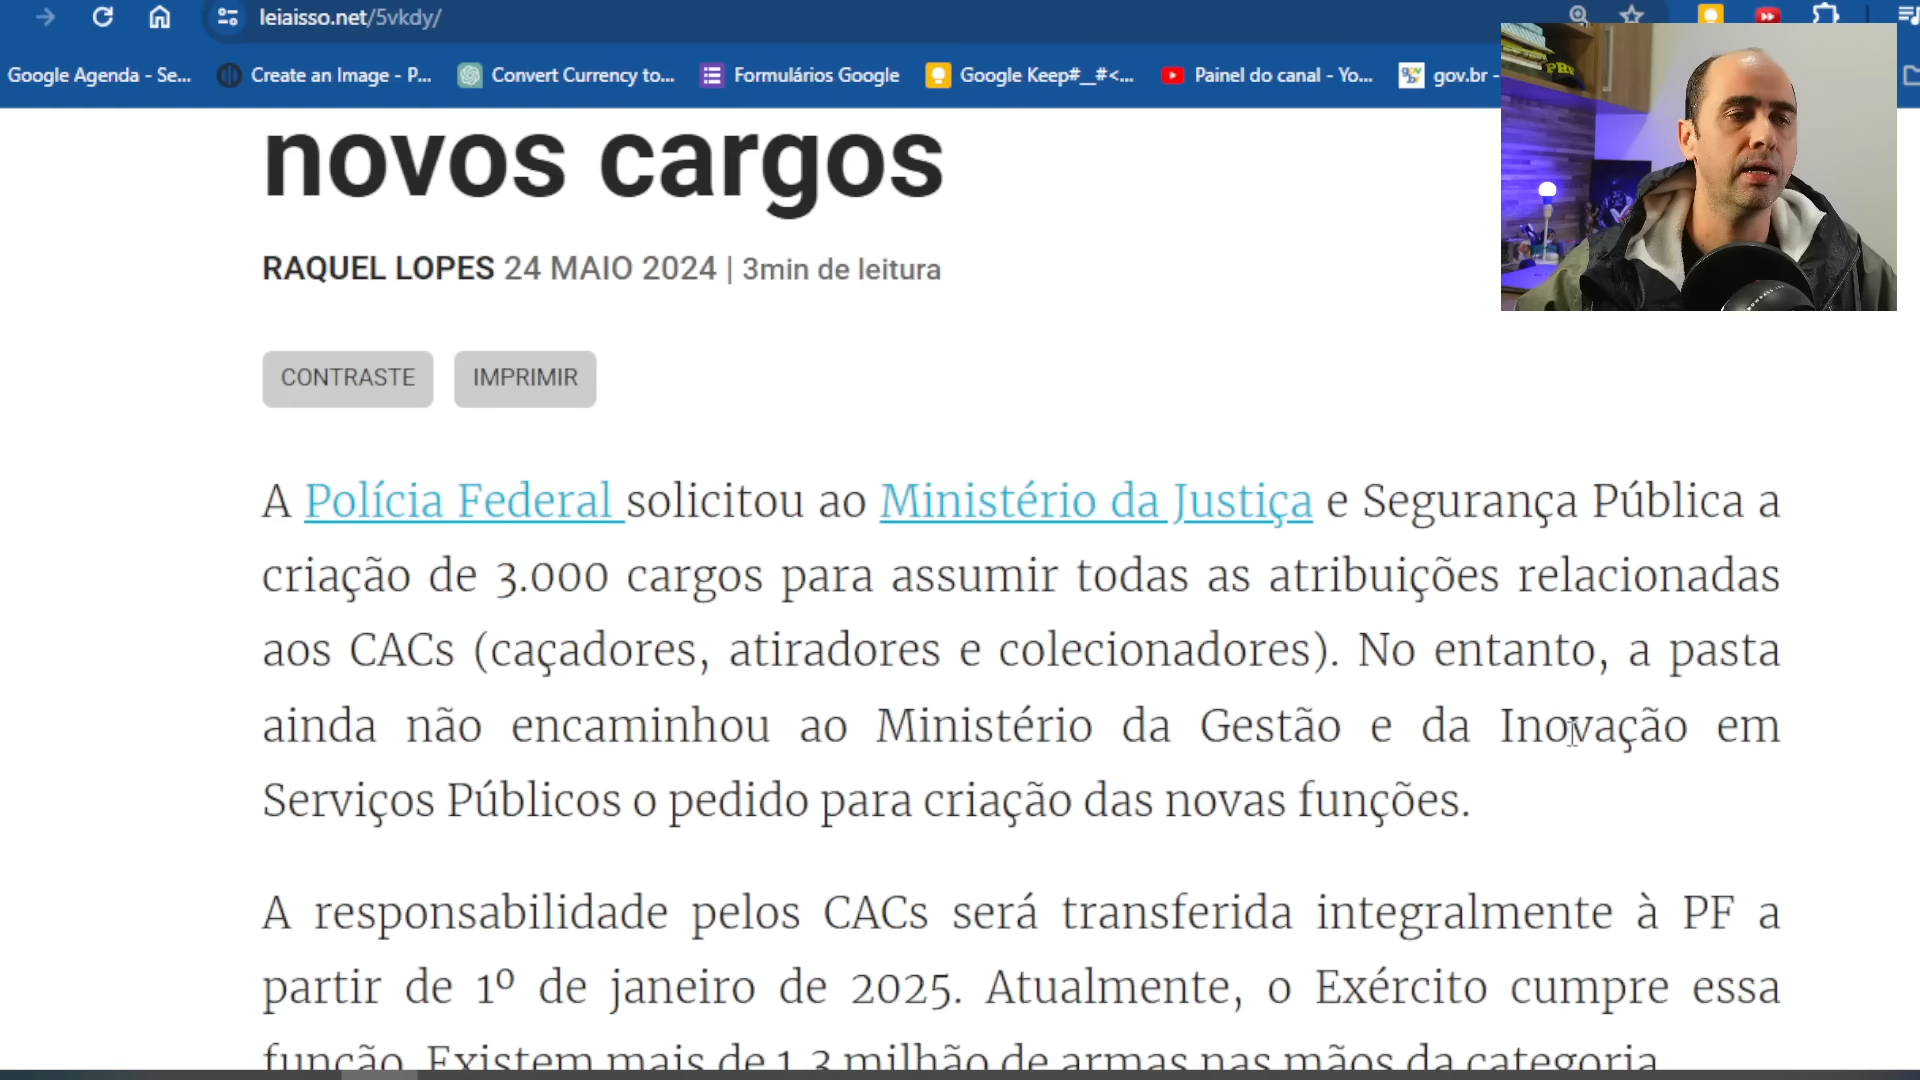 leiaisso.net/5vkdy/
Google Agenda - Se... Create an Image - P... Convert Currency to... Formulários Google Google Keep#__#<... Painel do canal - Yo... gov.br -
PRF
novos cargos
RAQUEL LOPES 24 MAIO 2024 | 3min de leitura
CONTRASTE IMPRIMIR
A Polícia Federal solicitou ao Ministério da Justiça e Segurança Pública a
criação de 3.000 cargos para assumir todas as atribuições relacionadas
aos CACs (caçadores, atiradores e colecionadores). No entanto, a pasta
ainda não encaminhou ao Ministério da Gestão e da Inovação em
Serviços Públicos o pedido para criação das novas funções.
A responsabilidade pelos CACs será transferida integralmente à PF a
partir de 1º de janeiro de 2025. Atualmente, o Exército cumpre essa
função. Existem mais de 1,3 milhão de armas nas mãos da categoria.